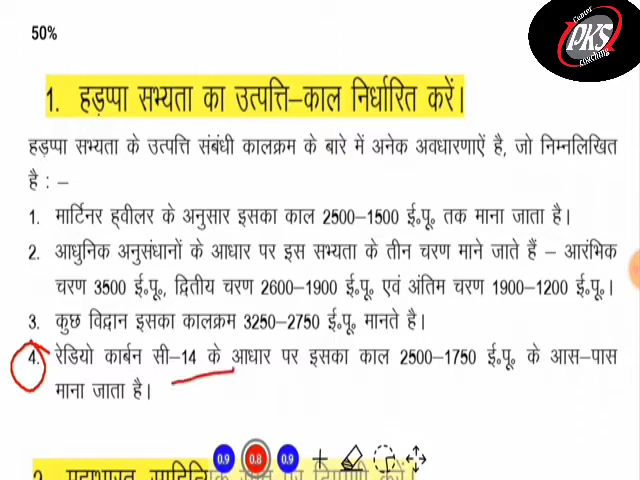 50%
Center
PKS
Coaching
1. हड़प्पा सभ्यता का उत्पत्ति–काल निर्धारित करें।
हड़प्पा सभ्यता के उत्पत्ति संबंधी कालक्रम के बारे में अनेक अवधारणाऐं है, जो निम्नलिखित
है : –
1. मार्टिनर ह्वीलर के अनुसार इसका काल 2500–1500 ई॰पू॰ तक माना जाता है।
2. आधुनिक अनुसंधानों के आधार पर इस सभ्यता के तीन चरण माने जाते हैं – आरंभिक
चरण 3500 ई॰पू॰, द्वितीय चरण 2600–1900 ई॰पू॰ एवं अंतिम चरण 1900–1200 ई॰पू॰।
3. कुछ विद्वान इसका कालक्रम 3250–2750 ई॰पू॰ मानते है।
4. रेडियो कार्बन सी–14 के आधार पर इसका काल 2500–1750 ई॰पू॰ के आस–पास
माना जाता है।
0.9 0.8 0.9